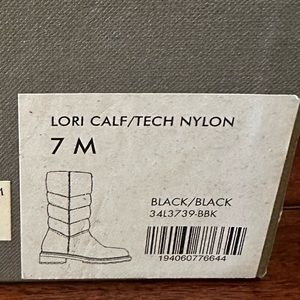 LORI CALF/TECH NYLON
7 M
BLACK/BLACK
34L3739-BBK
194060776644